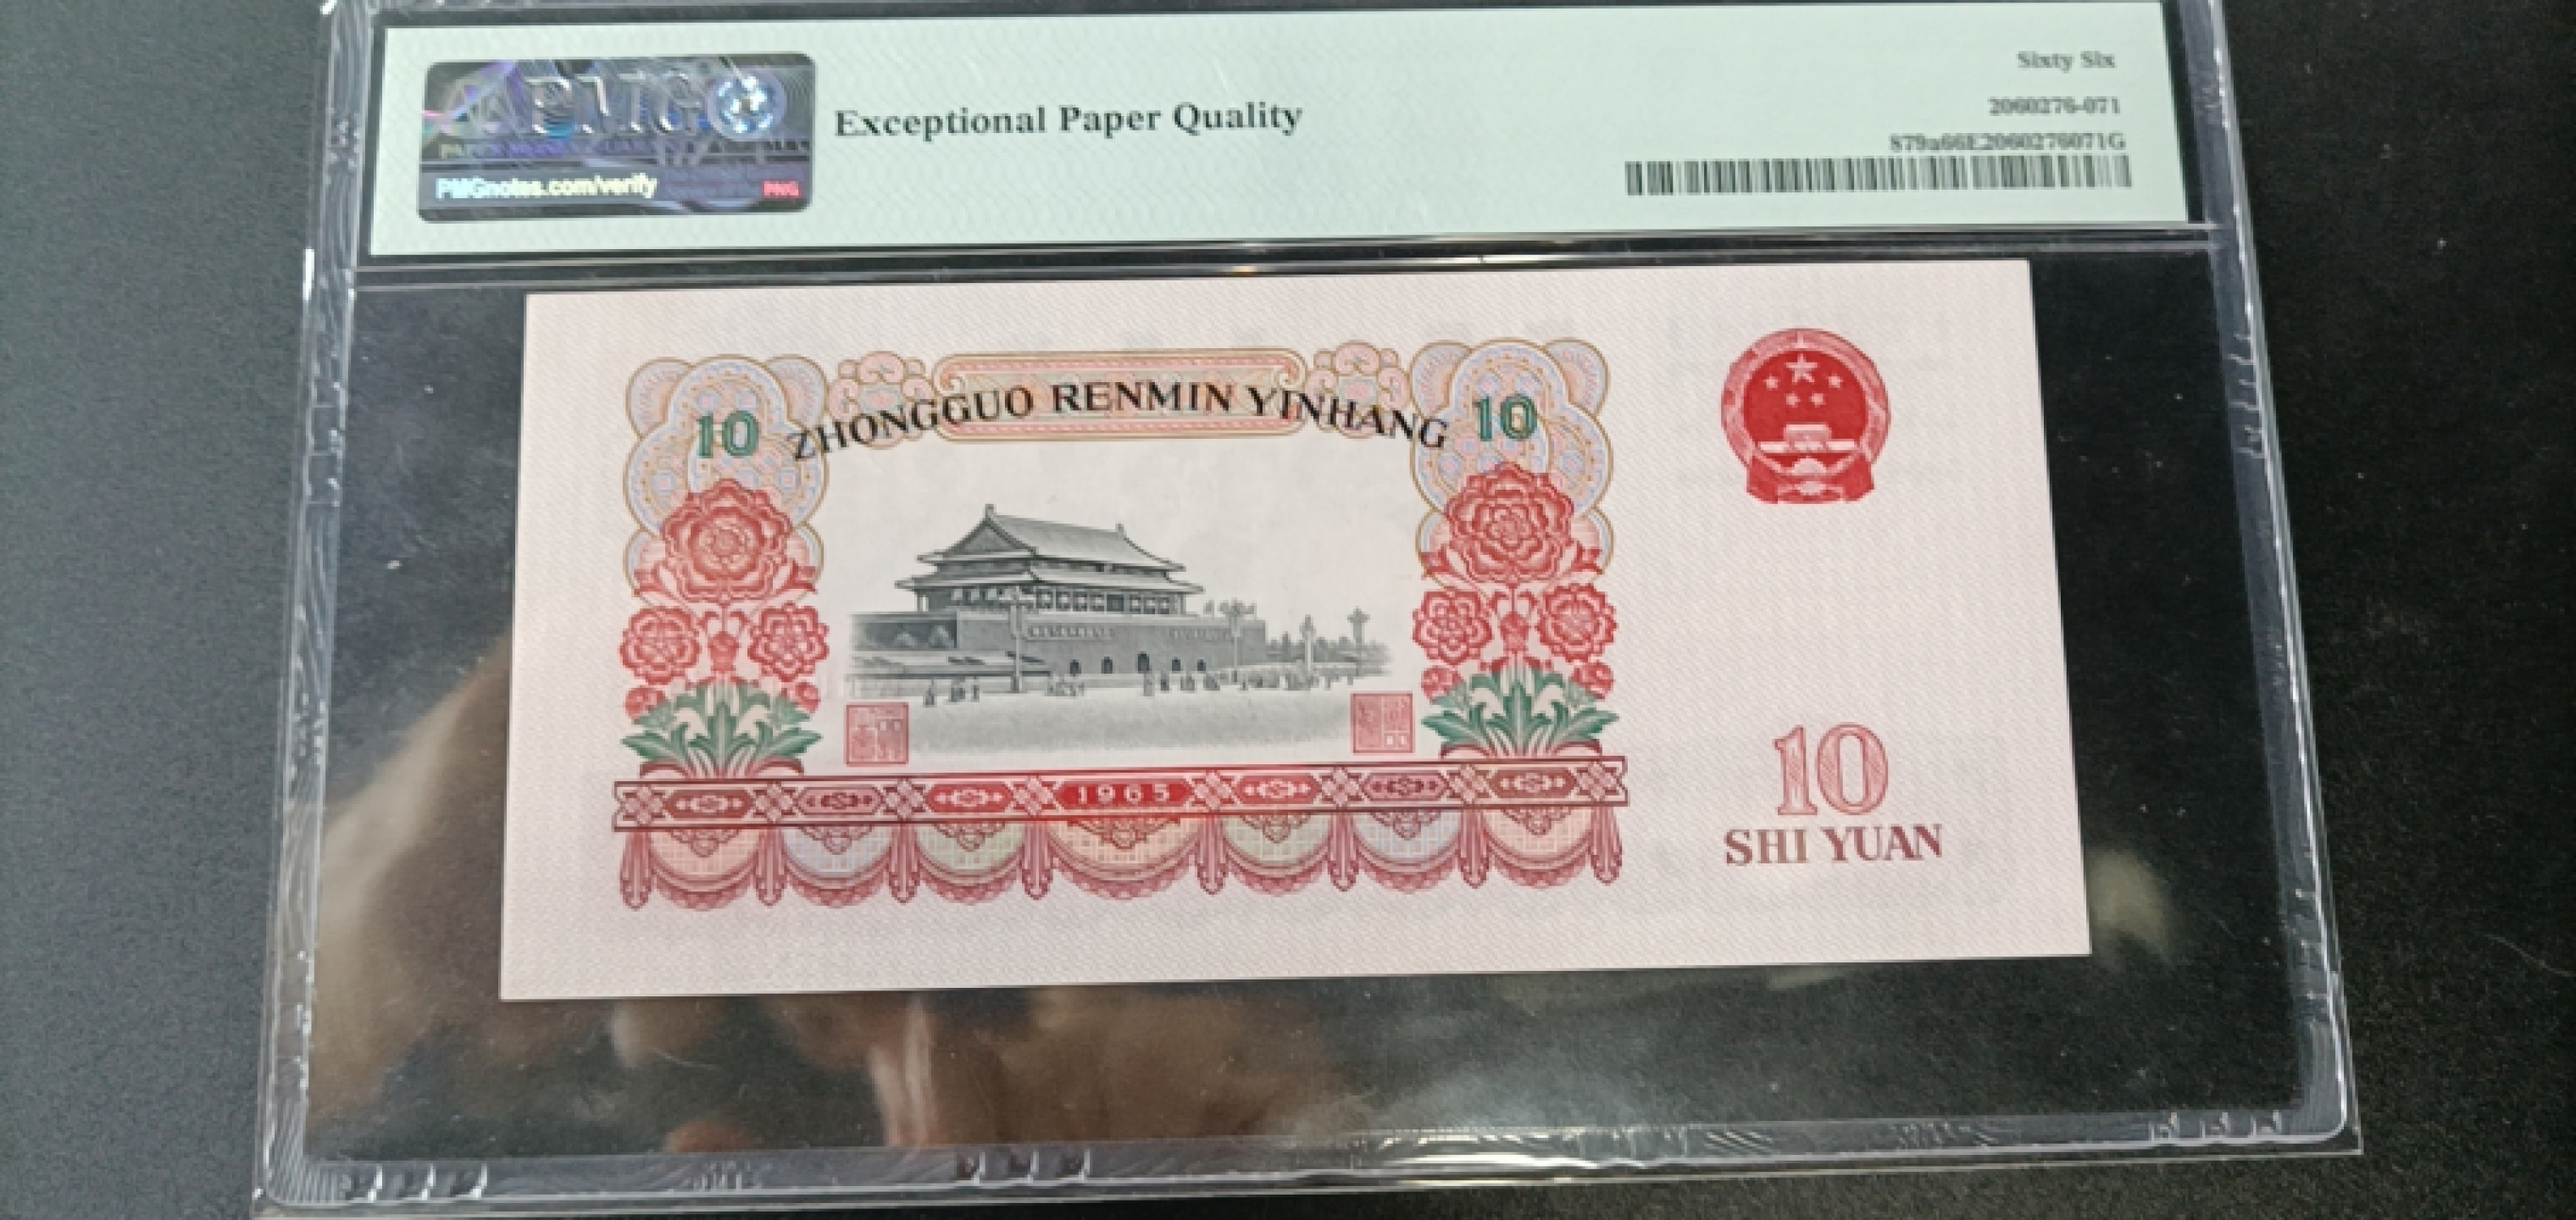 PMG
PMGnotes.com/verify
PMG
Exceptional Paper Quality
Sixty Six
2060276-071
879a66E2060276071G
10 ZHONGGUO RENMIN YINHANG 10
1965
10
SHI YUAN